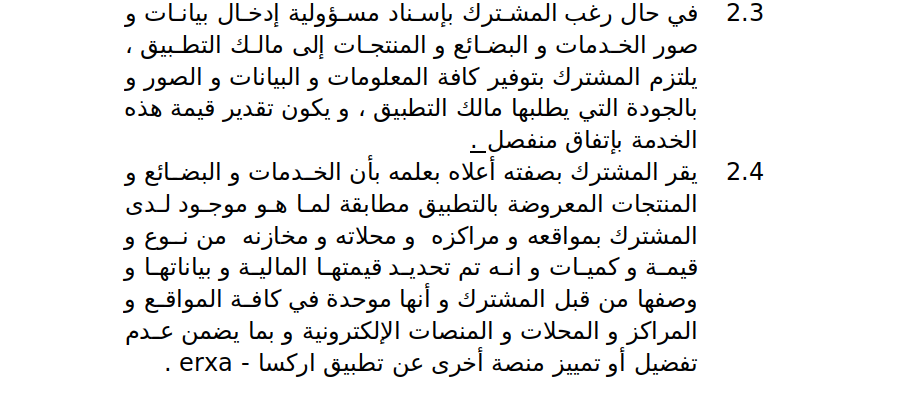 2.3 في حال رغب المشترك بإسناد مسؤولية إدخال بيانات و
صور الخدمات و البضائع و المنتجات إلى مالك التطبيق ،
يلتزم المشترك بتوفير كافة المعلومات و البيانات و الصور و
بالجودة التي يطلبها مالك التطبيق ، و يكون تقدير قيمة هذه
الخدمة بإتفاق منفصل .
2.4 يقر المشترك بصفته أعلاه بعلمه بأن الخدمات و البضائع و
المنتجات المعروضة بالتطبيق مطابقة لما هو موجود لدى
المشترك بمواقعه و مراكزه و محلاته و مخازنه من نوع و
قيمة و كميات و انه تم تحديد قيمتها المالية و بياناتها و
وصفها من قبل المشترك و أنها موحدة في كافة المواقع و
المراكز و المحلات و المنصات الإلكترونية و بما يضمن عدم
تفضيل أو تمييز منصة أخرى عن تطبيق اركسا - erxa .